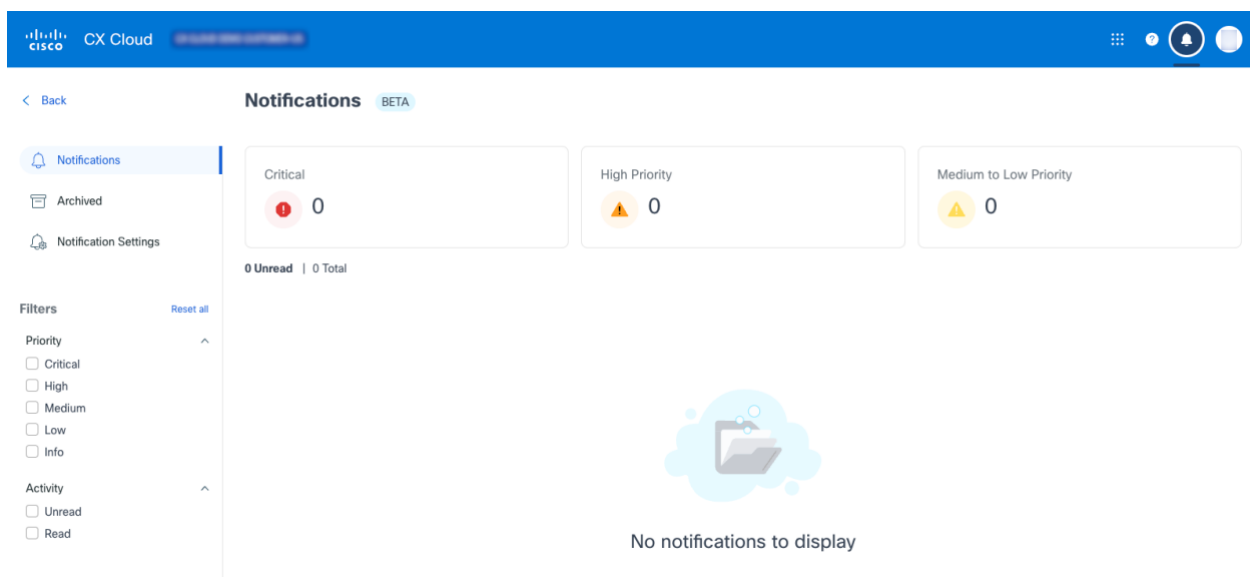 CISCO CX Cloud
Back
Notifications BETA
Notifications
Archived
Notification Settings
Critical
0
High Priority
0
Medium to Low Priority
0
0 Unread | 0 Total
Filters Reset all
Priority
Critical
High
Medium
Low
Info
Activity
Unread
Read
No notifications to display